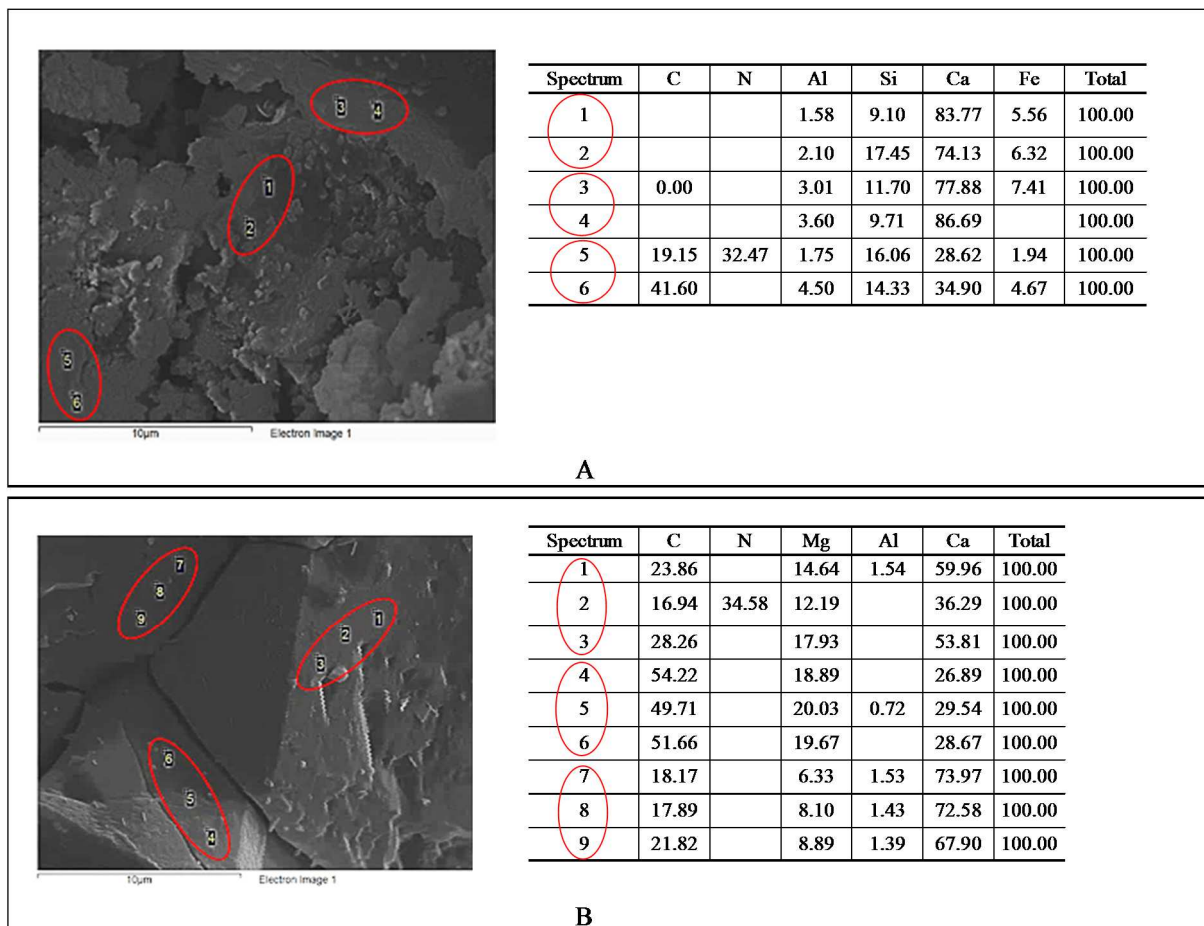 3 4
1
2
5
6
10µm Electron Image 1
Spectrum C N Al Si Ca Fe Total
1 1.58 9.10 83.77 5.56 100.00
2 2.10 17.45 74.13 6.32 100.00
3 0.00 3.01 11.70 77.88 7.41 100.00
4 3.60 9.71 86.69 100.00
5 19.15 32.47 1.75 16.06 28.62 1.94 100.00
6 41.60 4.50 14.33 34.90 4.67 100.00
A
7
8
9
1
2
3
6
5
4
10µm Electron Image 1
Spectrum C N Mg Al Ca Total
1 23.86 14.64 1.54 59.96 100.00
2 16.94 34.58 12.19 36.29 100.00
3 28.26 17.93 53.81 100.00
4 54.22 18.89 26.89 100.00
5 49.71 20.03 0.72 29.54 100.00
6 51.66 19.67 28.67 100.00
7 18.17 6.33 1.53 73.97 100.00
8 17.89 8.10 1.43 72.58 100.00
9 21.82 8.89 1.39 67.90 100.00
B